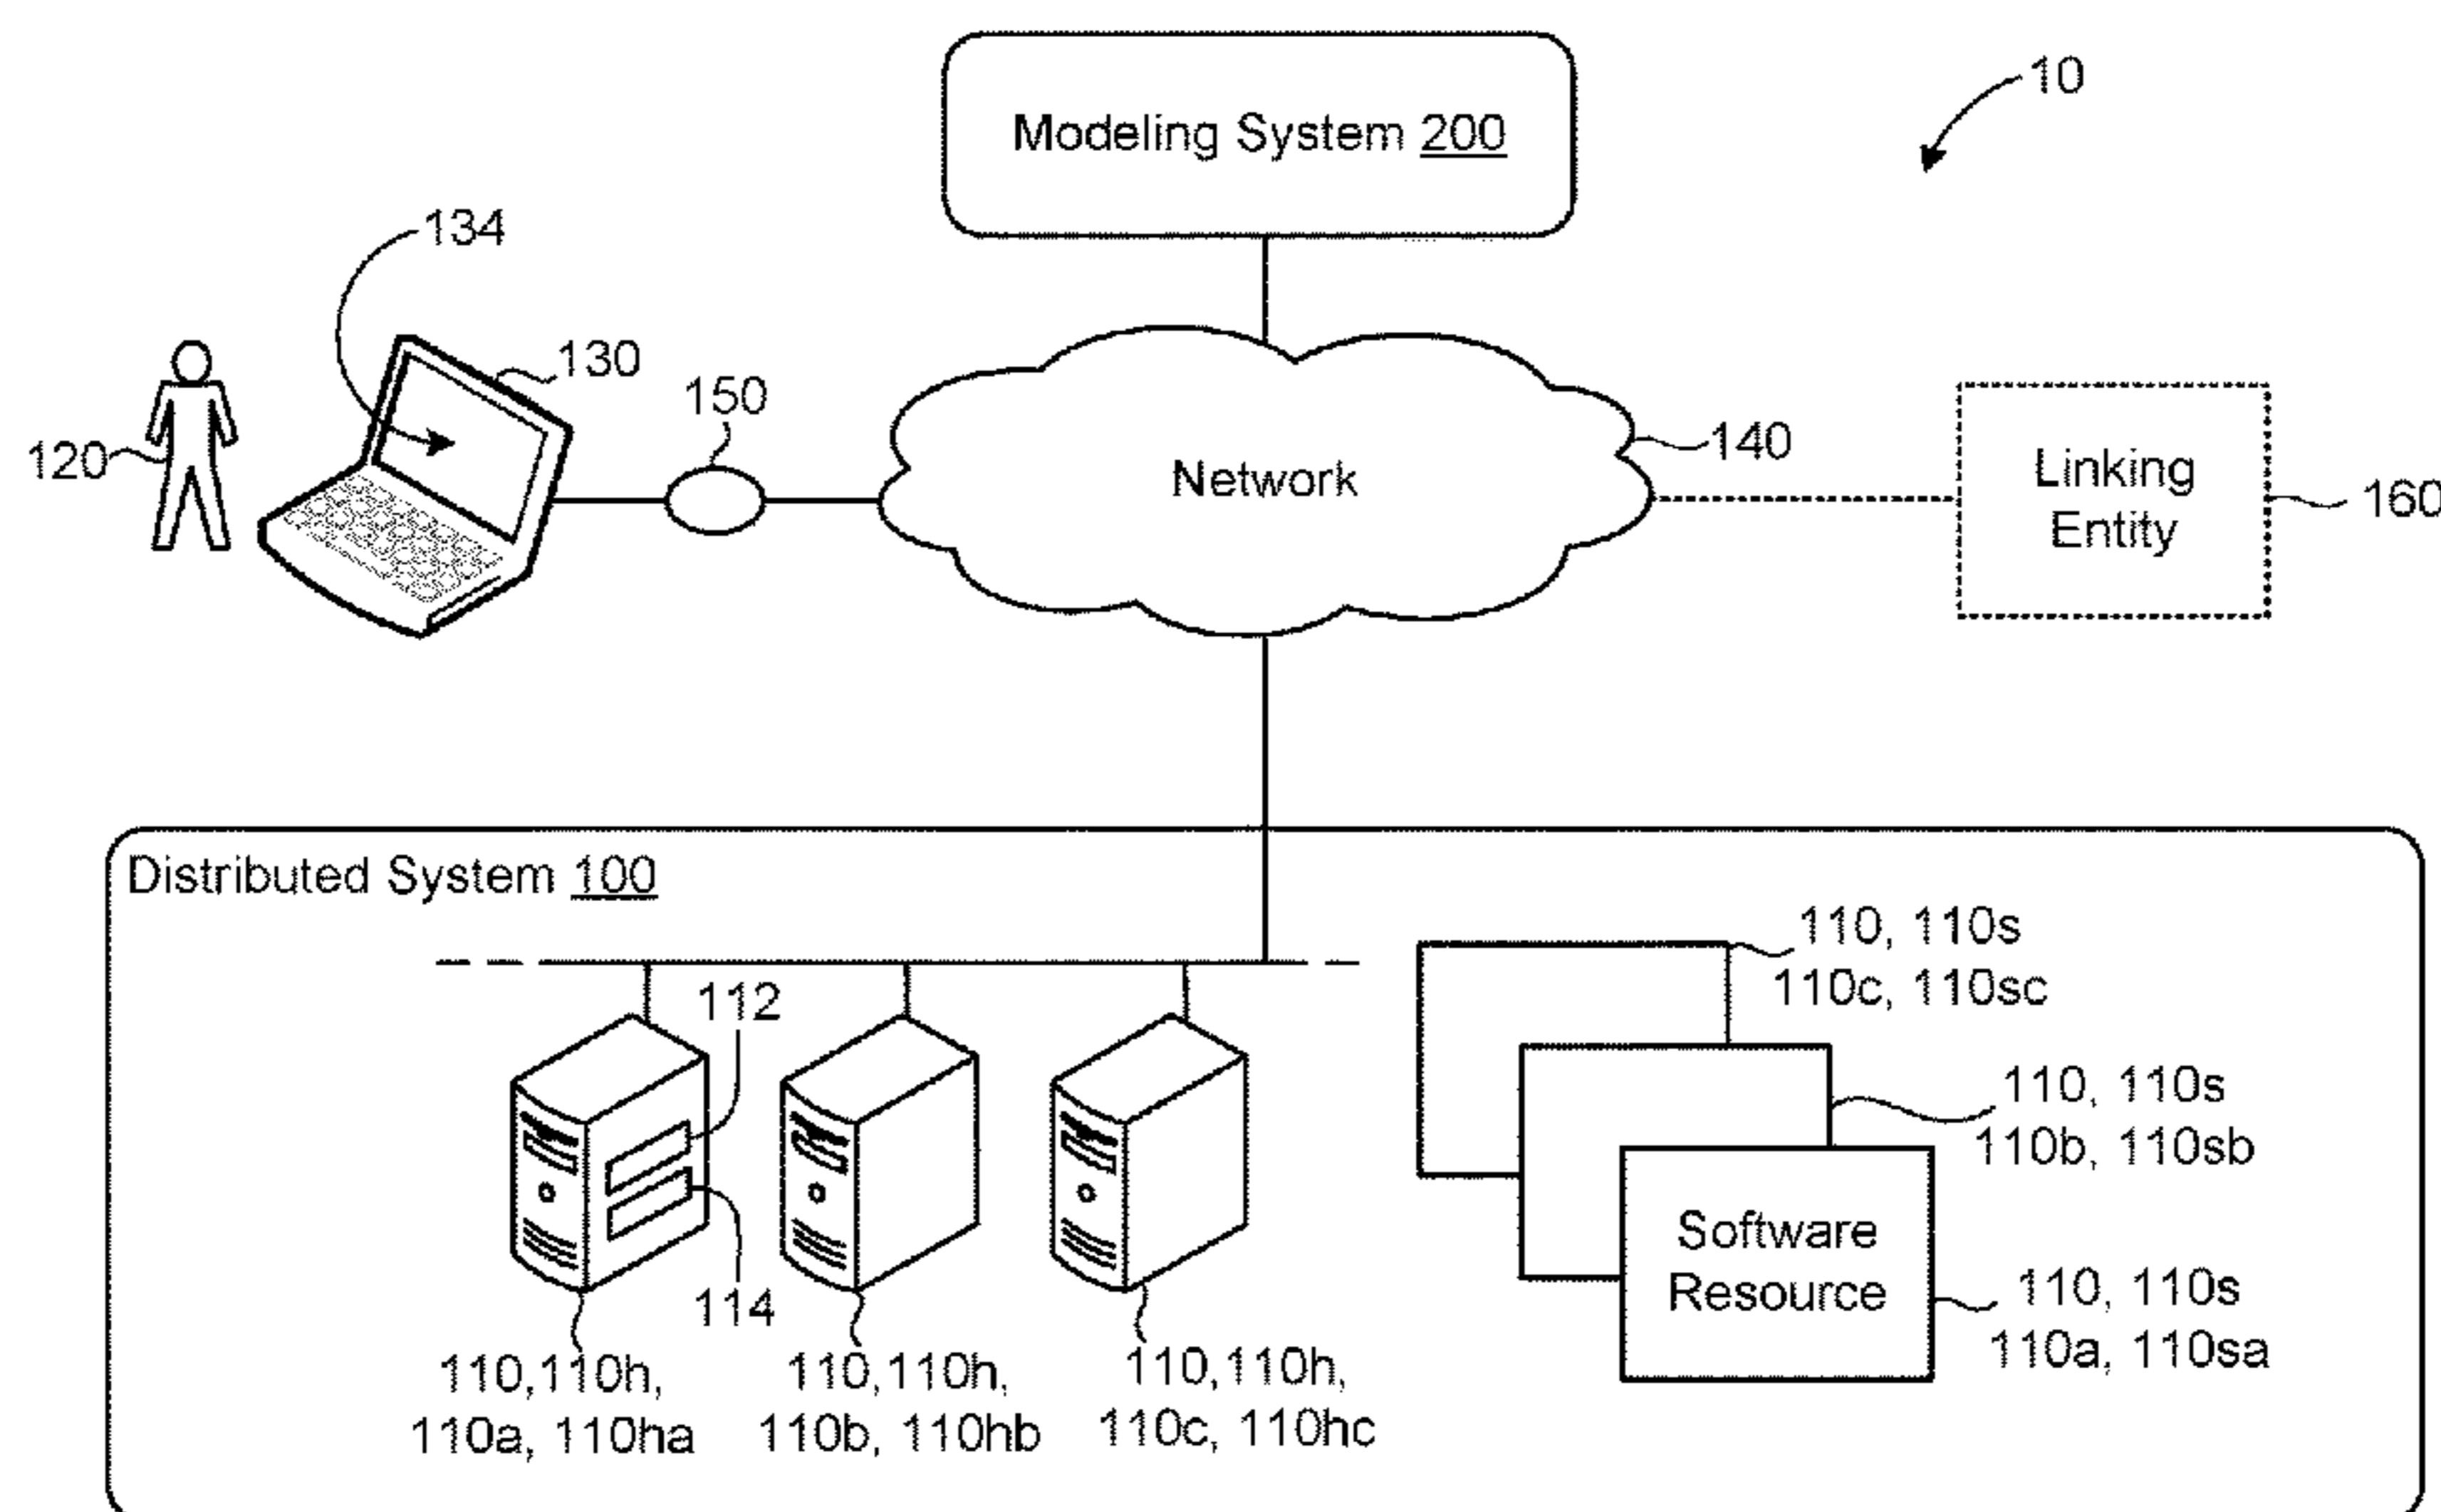 Modeling System 200
10
134
130
150
120
140
Network
Linking
Entity
160
Distributed System 100
112
114
110, 110s
110c, 110sc
110, 110s
110b, 110sb
Software
Resource
110, 110s
110a, 110sa
110,110h,
110a, 110ha
110,110h,
110b, 110hb
110,110h,
110c, 110hc